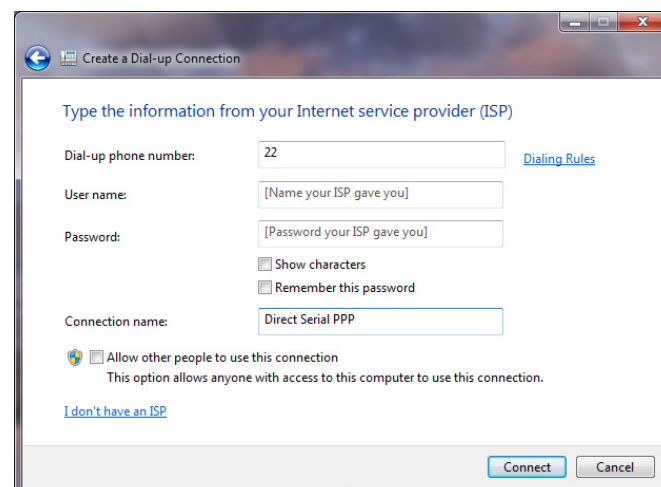 Create a Dial-up Connection
Type the information from your Internet service provider (ISP)
Dial-up phone number: 22 Dialing Rules
User name: [Name your ISP gave you]
Password: [Password your ISP gave you]
Show characters
Remember this password
Connection name: Direct Serial PPP
Allow other people to use this connection
This option allows anyone with access to this computer to use this connection.
I don't have an ISP
Connect Cancel